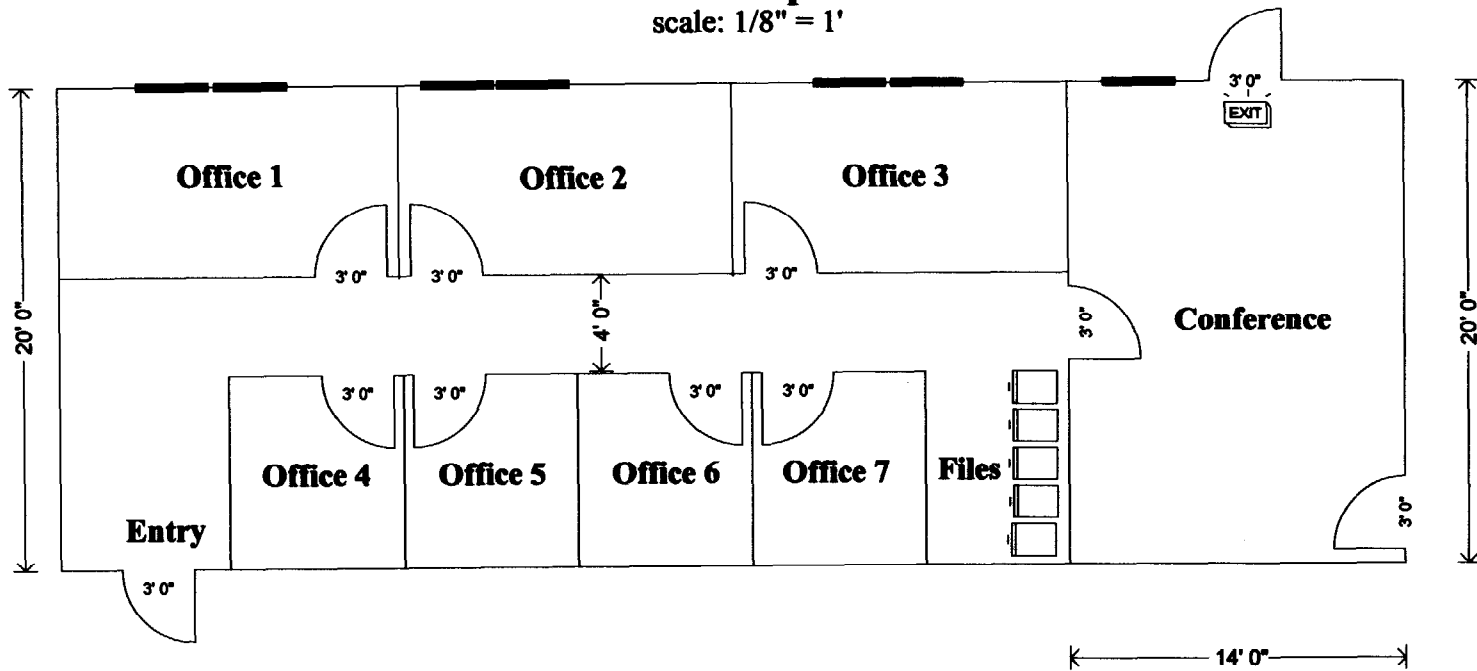 scale: 1/8" = 1'
3' 0"
EXIT
Office 1
Office 2
Office 3
3' 0"
3' 0"
3' 0"
20' 0"
4' 0"
3' 0"
Conference
20' 0"
3' 0"
3' 0"
3' 0"
3' 0"
Office 4
Office 5
Office 6
Office 7
Files
3' 0"
Entry
3' 0"
14' 0"